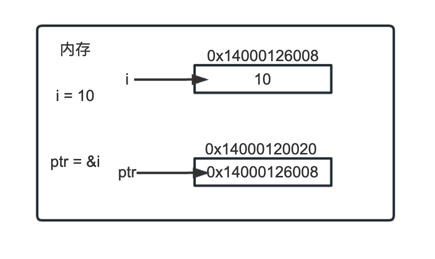 内存
0x14000126008
i
10
i = 10
0x14000120020
ptr = &i
ptr
0x14000126008